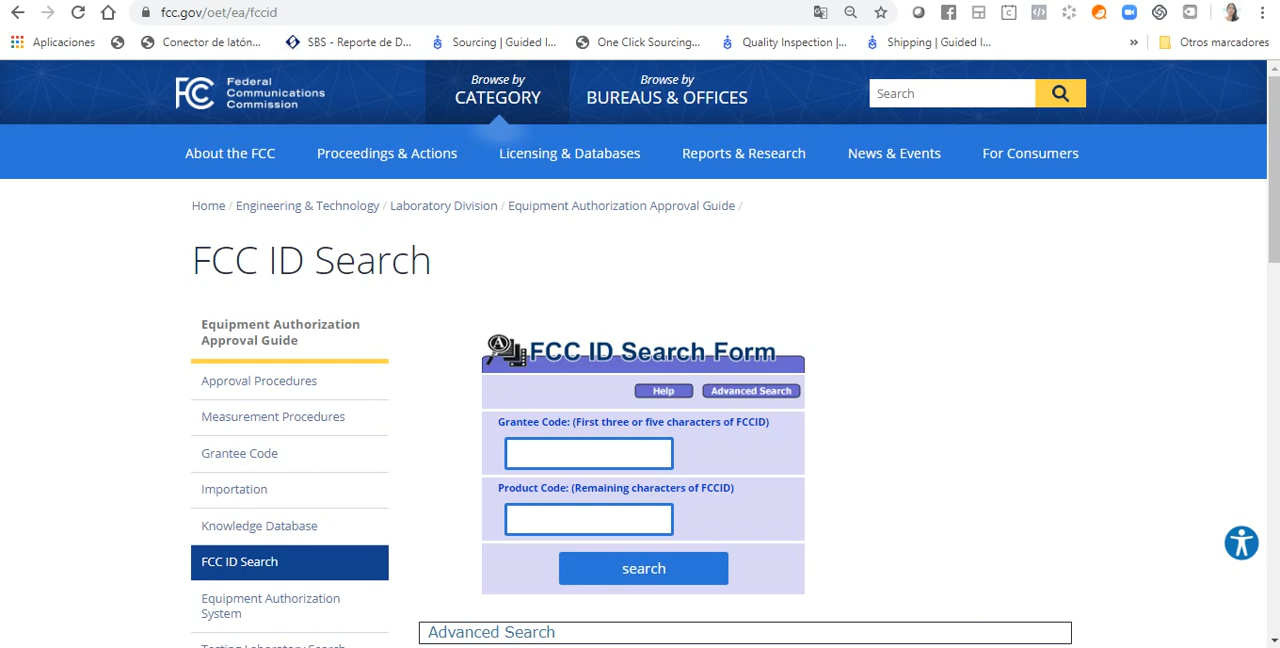 fcc.gov/oet/ea/fccid
Aplicaciones
Conector de latón...
SBS - Reporte de D...
Sourcing | Guided I...
One Click Sourcing...
Quality Inspection |...
Shipping | Guided I...
»
Otros marcadores
FCC
Federal
Communications
Commission
Browse by
CATEGORY
Browse by
BUREAUS & OFFICES
Search
About the FCC
Proceedings & Actions
Licensing & Databases
Reports & Research
News & Events
For Consumers
Home / Engineering & Technology / Laboratory Division / Equipment Authorization Approval Guide /
FCC ID Search
Equipment Authorization
Approval Guide
Approval Procedures
Measurement Procedures
Grantee Code
Importation
Knowledge Database
FCC ID Search
Equipment Authorization
System
Testing Laboratory Search
FCC ID Search Form
Help
Advanced Search
Grantee Code: (First three or five characters of FCCID)
Product Code: (Remaining characters of FCCID)
search
Advanced Search